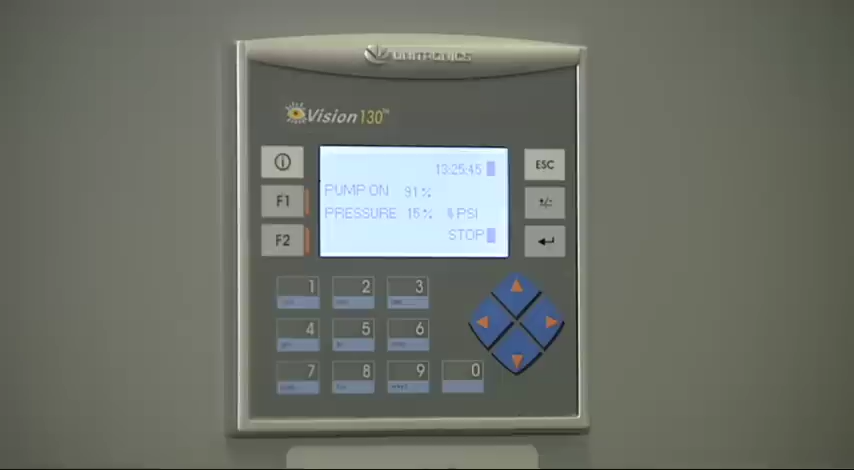 UNITRONICS
Vision130™
13:25:45
PUMP ON 91%
PRESSURE 15% 8 PSI
STOP
ESC
F1
+/-
F2
1 2 3
4 5 6
7 8 9 0